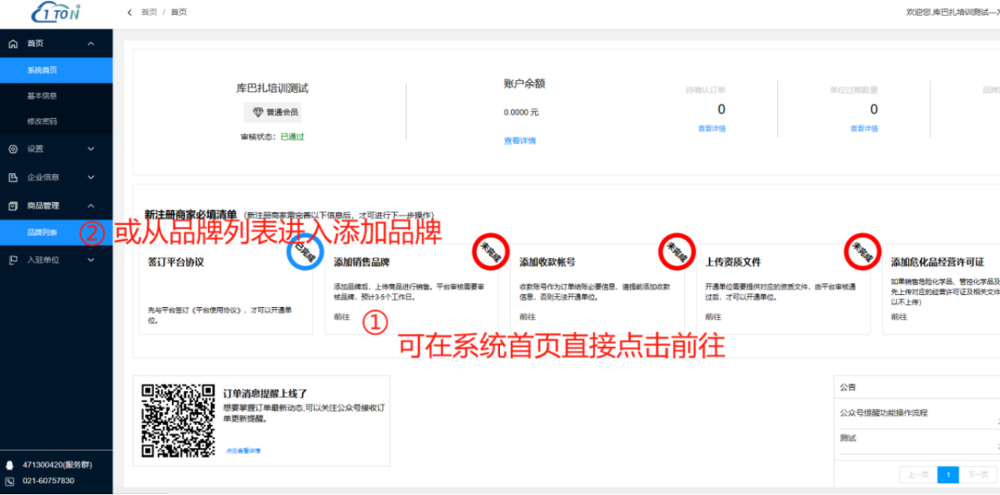 1 TON
首页 / 首页
欢迎您,库巴扎培训测试—
首页
系统首页
基本信息
修改密码
设置
企业信息
商品管理
品牌列表
入驻单位
471300420(服务群)
021-60757830
库巴扎培训测试
普通会员
审核状态：已通过
账户余额
0.0000 元
查看详情
待确认订单
0
查看详情
单位过期数量
0
查看详情
品牌
新注册商家必填清单（新注册商家需完善以下信息后，才可进行下一步操作）
② 或从品牌列表进入添加品牌
签订平台协议
已完成
先与平台签订《平台使用协议》，才可以开通单
位。
添加销售品牌
未完成
添加品牌后，上传商品进行销售。平台审核需要审
核品牌，预计3-5个工作日。
前往
添加收款帐号
未完成
收款账号作为订单结账必要信息，请提前添加收款
信息，否则无法开通单位。
前往
上传资质文件
未完成
开通单位需要提供对应的资质文件，由平台审核通
过后，才可以开通单位。
前往
添加危化品经营许可证
如果销售危险化学品、管控化学品及
先上传对应的经营许可证及相关文件
以不上传）
前往
①
可在系统首页直接点击前往
订单消息提醒上线了
想要掌握订单最新动态,可以关注公众号接收订
单更新提醒。
点击查看详情
公告
公众号提醒功能操作流程
测试
上一页 1 下一页